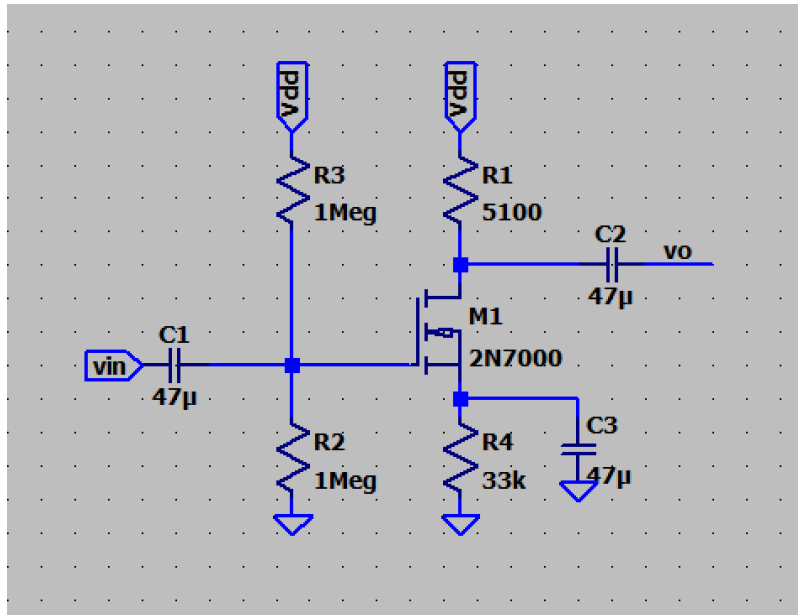 Vdd
Vdd
R3
1Meg
R1
5100
C2
vo
47µ
M1
2N7000
C1
vin
47µ
R2
1Meg
R4
33k
C3
47µ